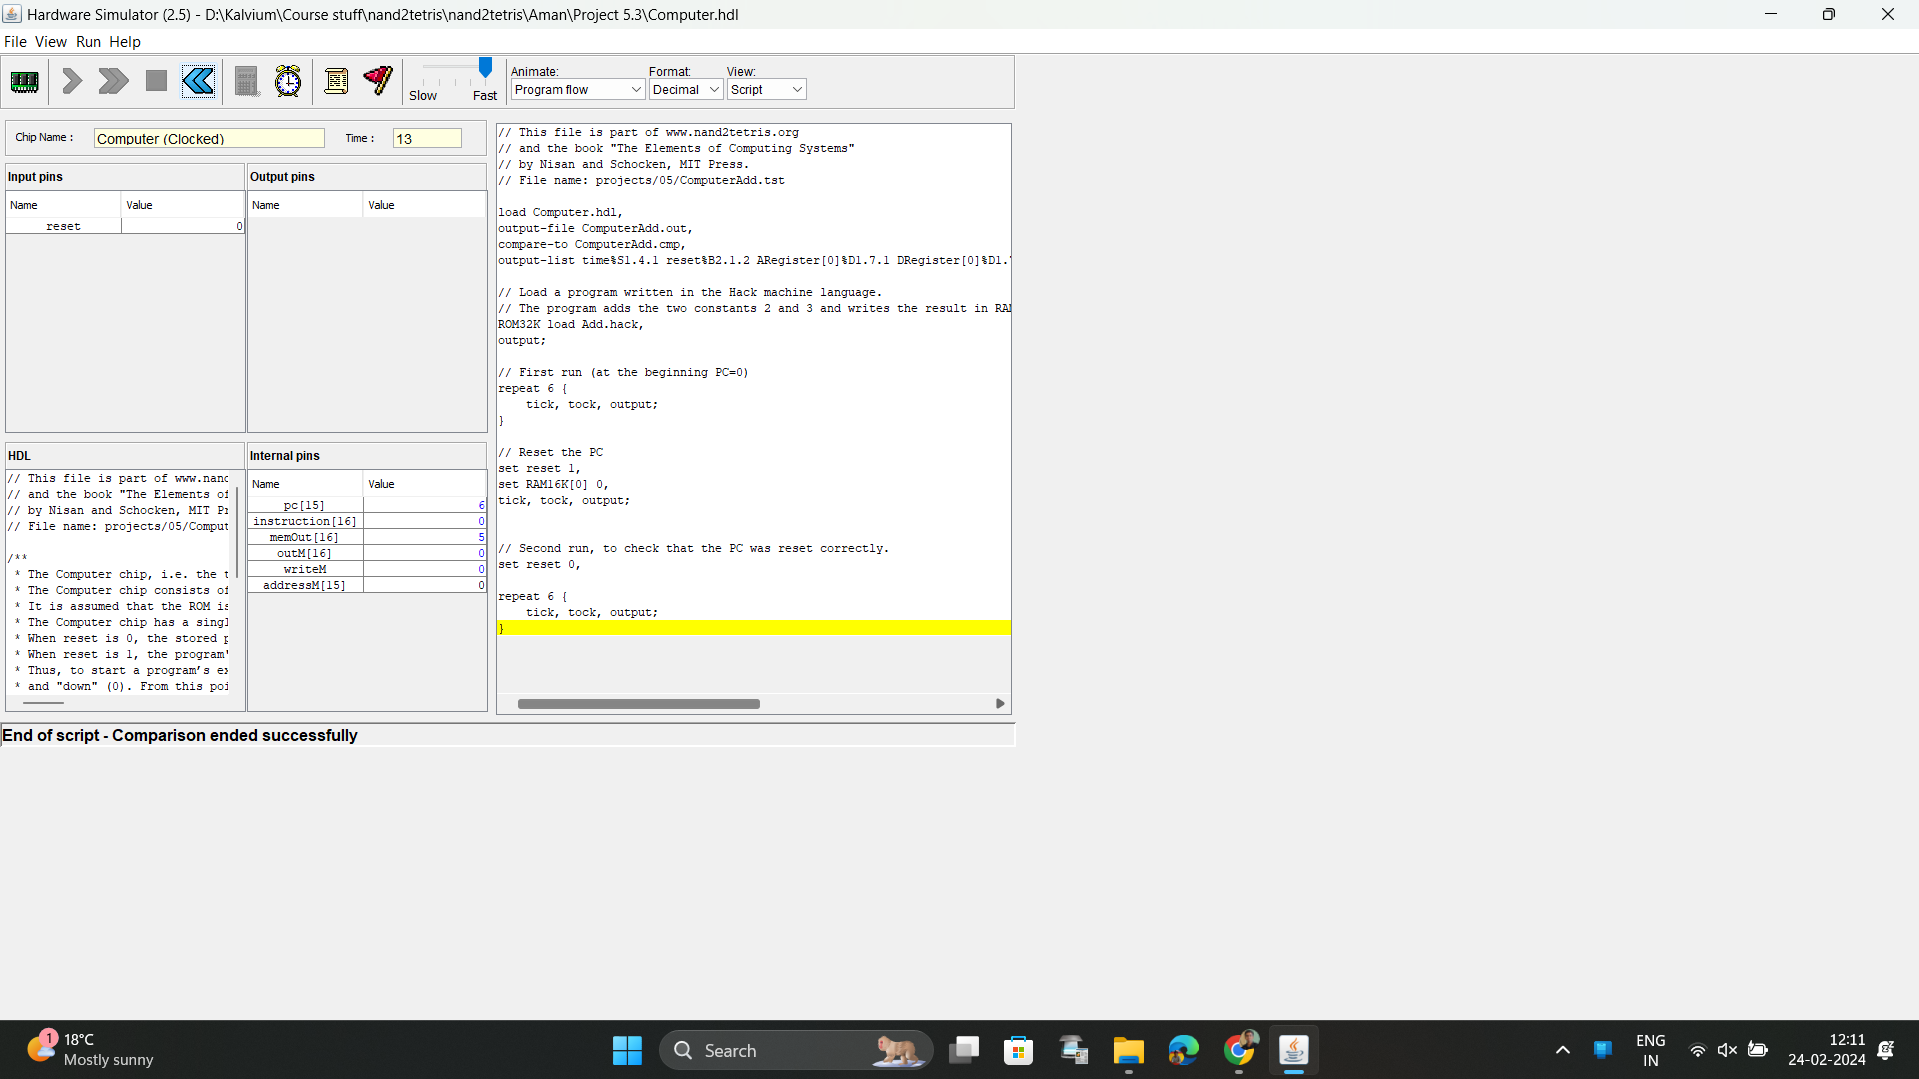 Hardware Simulator (2.5) - D:\Kalvium\Course stuff\nand2tetris\nand2tetris\Aman\Project 5.3\Computer.hdl
File View Run Help
Slow Fast
Animate: Format: View:
Program flow Decimal Script
Chip Name : Computer (Clocked) Time : 13
Input pins
Name Value
reset 0
Output pins
Name Value
HDL
// This file is part of www.nand
// and the book "The Elements of
// by Nisan and Schocken, MIT Pr
// File name: projects/05/Comput
/**
* The Computer chip, i.e. the t
* The Computer chip consists of
* It is assumed that the ROM is
* The Computer chip has a singl
* When reset is 0, the stored p
* When reset is 1, the program'
* Thus, to start a program's ex
* and "down" (0). From this poi
Internal pins
Name Value
pc[15] 6
instruction[16] 0
memOut[16] 5
outM[16] 0
writeM 0
addressM[15] 0
// This file is part of www.nand2tetris.org
// and the book "The Elements of Computing Systems"
// by Nisan and Schocken, MIT Press.
// File name: projects/05/ComputerAdd.tst
load Computer.hdl,
output-file ComputerAdd.out,
compare-to ComputerAdd.cmp,
output-list time%S1.4.1 reset%B2.1.2 ARegister[0]%D1.7.1 DRegister[0]%D1.
// Load a program written in the Hack machine language.
// The program adds the two constants 2 and 3 and writes the result in RA
ROM32K load Add.hack,
output;
// First run (at the beginning PC=0)
repeat 6 {
tick, tock, output;
}
// Reset the PC
set reset 1,
set RAM16K[0] 0,
tick, tock, output;
// Second run, to check that the PC was reset correctly.
set reset 0,
repeat 6 {
tick, tock, output;
}
End of script - Comparison ended successfully
1
18°C
Mostly sunny
Search
ENG
IN
12:11
24-02-2024